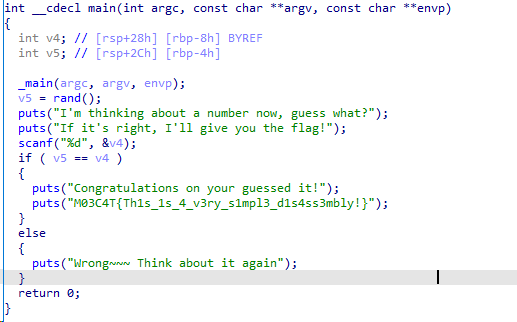 int __cdecl main(int argc, const char **argv, const char **envp)
{
  int v4; // [rsp+28h] [rbp-8h] BYREF
  int v5; // [rsp+2Ch] [rbp-4h]

  _main(argc, argv, envp);
  v5 = rand();
  puts("I'm thinking about a number now, guess what?");
  puts("If it's right, I'll give you the flag!");
  scanf("%d", &v4);
  if ( v5 == v4 )
  {
    puts("Congratulations on your guessed it!");
    puts("M03C4T{Th1s_1s_4_v3ry_s1mpl3_d1s4ss3mbly!}");
  }
  else
  {
    puts("Wrong~~~ Think about it again");
  }
  return 0;
}